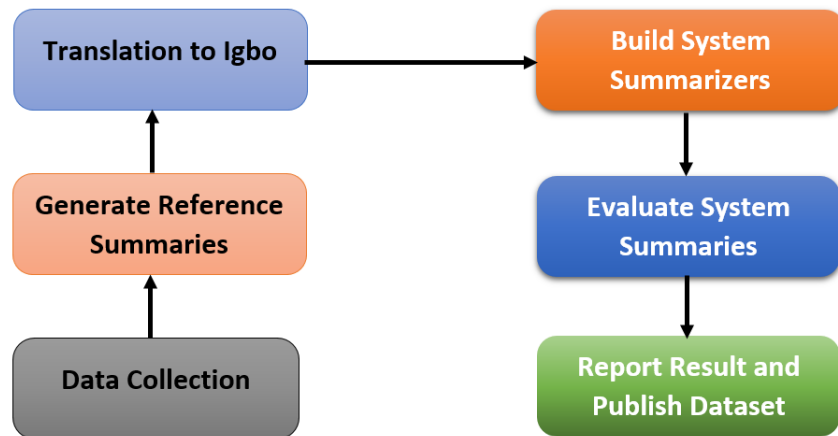 Translation to Igbo
Build System
Summarizers
Generate Reference
Summaries
Evaluate System
Summaries
Data Collection
Report Result and
Publish Dataset